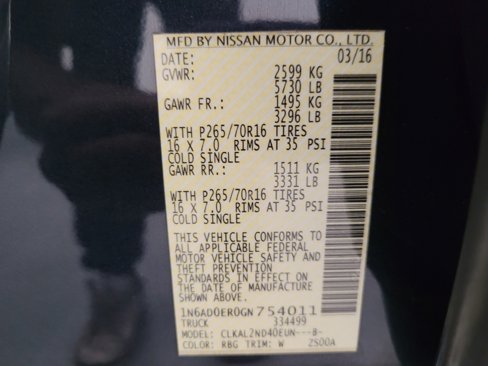 MFD BY NISSAN MOTOR CO., LTD.
DATE: 03/16
GVWR: 2599 KG
5730 LB
GAWR FR.: 1495 KG
3296 LB
WITH P265/70R16 TIRES
16 X 7.0 RIMS AT 35 PSI
COLD SINGLE
GAWR RR.: 1511 KG
3331 LB
WITH P265/70R16 TIRES
16 X 7.0 RIMS AT 35 PSI
COLD SINGLE
THIS VEHICLE CONFORMS TO
ALL APPLICABLE FEDERAL
MOTOR VEHICLE SAFETY AND
THEFT PREVENTION
STANDARDS IN EFFECT ON
THE DATE OF MANUFACTURE
SHOWN ABOVE.
1N6AD0ER0GN754011
TRUCK 334499
MODEL: CLKAL2ND40EUN---B-
COLOR: RBG TRIM: W 2S00A